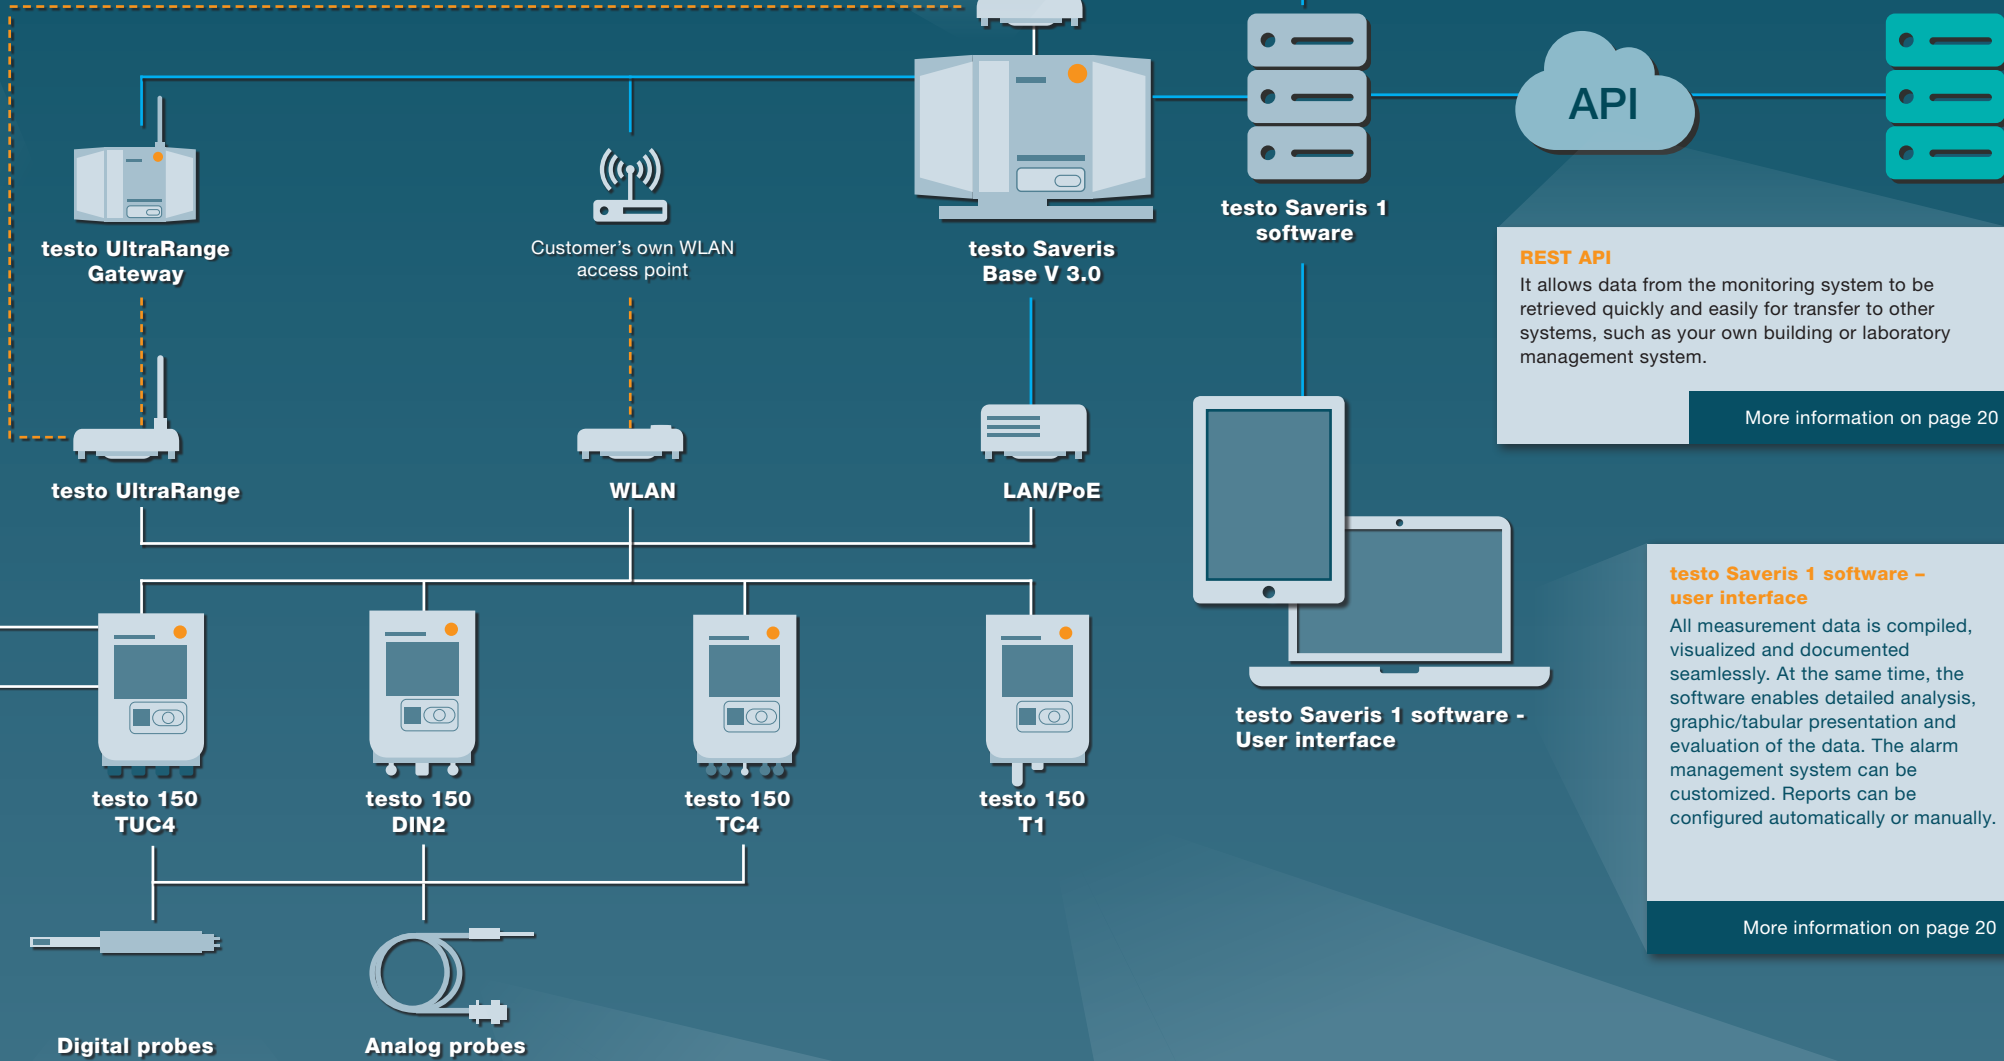 API
testo Saveris 1
software
testo UltraRange
Gateway
Customer's own WLAN
access point
testo Saveris
Base V 3.0
REST API
It allows data from the monitoring system to be
retrieved quickly and easily for transfer to other
systems, such as your own building or laboratory
management system.
More information on page 20
testo UltraRange
WLAN
LAN/PoE
testo Saveris 1 software -
User interface
testo Saveris 1 software –
user interface
All measurement data is compiled,
visualized and documented
seamlessly. At the same time, the
software enables detailed analysis,
graphic/tabular presentation and
evaluation of the data. The alarm
management system can be
customized. Reports can be
configured automatically or manually.
More information on page 20
testo 150
TUC4
testo 150
DIN2
testo 150
TC4
testo 150
T1
Digital probes
Analog probes